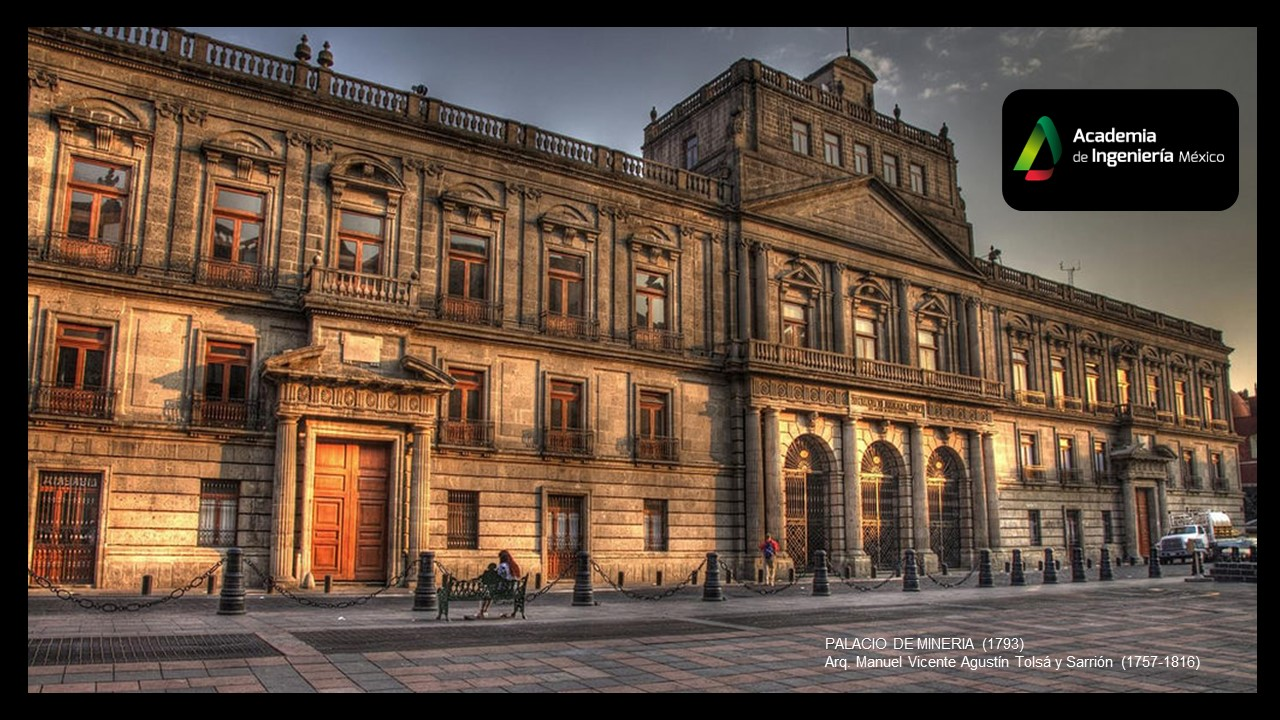 Academia
de Ingeniería México
PALACIO DE MINERIA (1793)
Arq. Manuel Vicente Agustín Tolsá y Sarrión (1757-1816)